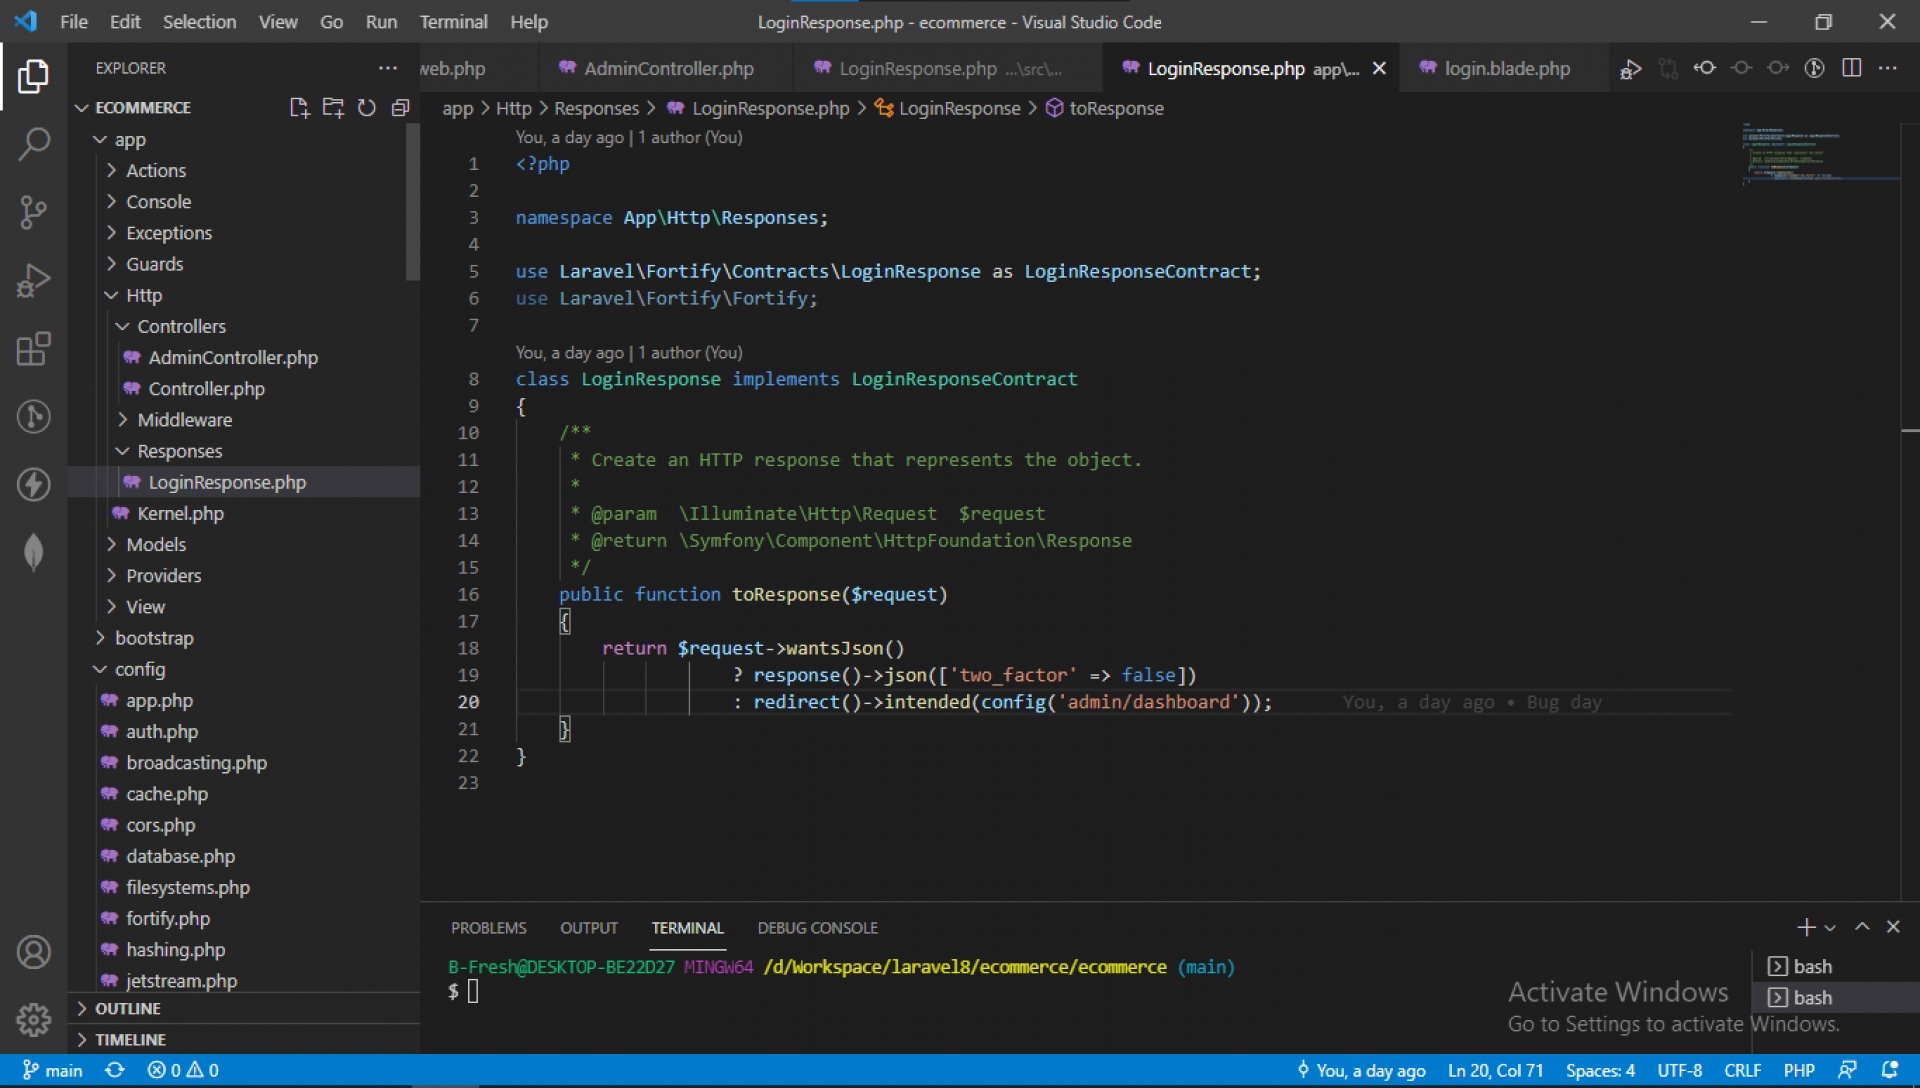 File Edit Selection View Go Run Terminal Help
LoginResponse.php - ecommerce - Visual Studio Code
EXPLORER
web.php
AdminController.php
LoginResponse.php ...\src\...
LoginResponse.php app\...
login.blade.php
ECOMMERCE
app
Actions
Console
Exceptions
Guards
Http
Controllers
AdminController.php
Controller.php
Middleware
Responses
LoginResponse.php
Kernel.php
Models
Providers
View
bootstrap
config
app.php
auth.php
broadcasting.php
cache.php
cors.php
database.php
filesystems.php
fortify.php
hashing.php
jetstream.php
OUTLINE
TIMELINE
app > Http > Responses > LoginResponse.php > LoginResponse > toResponse
You, a day ago | 1 author (You)
1 <?php
2
3 namespace App\Http\Responses;
4
5 use Laravel\Fortify\Contracts\LoginResponse as LoginResponseContract;
6 use Laravel\Fortify\Fortify;
7
You, a day ago | 1 author (You)
8 class LoginResponse implements LoginResponseContract
9 {
10 /**
11 * Create an HTTP response that represents the object.
12 *
13 * @param  \Illuminate\Http\Request  $request
14 * @return \Symfony\Component\HttpFoundation\Response
15 */
16 public function toResponse($request)
17 {
18 return $request->wantsJson()
19 ? response()->json(['two_factor' => false])
20 : redirect()->intended(config('admin/dashboard')); You, a day ago • Bug day
21 }
22 }
23
PROBLEMS OUTPUT TERMINAL DEBUG CONSOLE
B-Fresh@DESKTOP-BE22D27 MINGW64 /d/Workspace/laravel8/ecommerce/ecommerce (main)
$
bash
bash
Activate Windows
Go to Settings to activate Windows.
main 0 0 You, a day ago Ln 20, Col 71 Spaces: 4 UTF-8 CRLF PHP